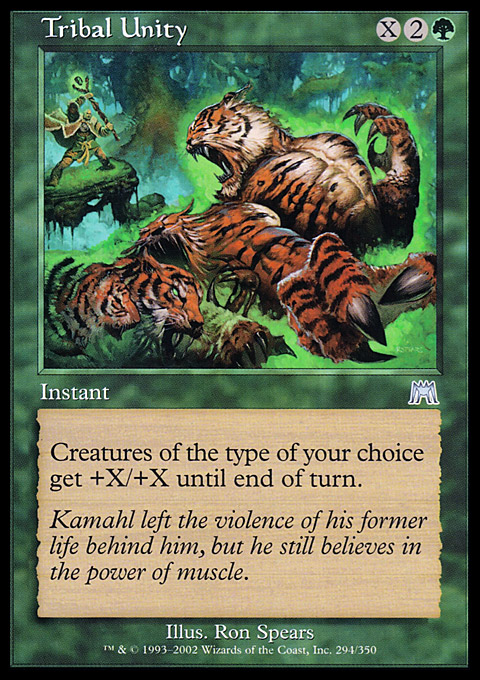 Tribal Unity X 2
Instant
Creatures of the type of your choice
get +X/+X until end of turn.
Kamahl left the violence of his former
life behind him, but he still believes in
the power of muscle.
Illus. Ron Spears
™ & © 1993–2002 Wizards of the Coast, Inc. 294/350